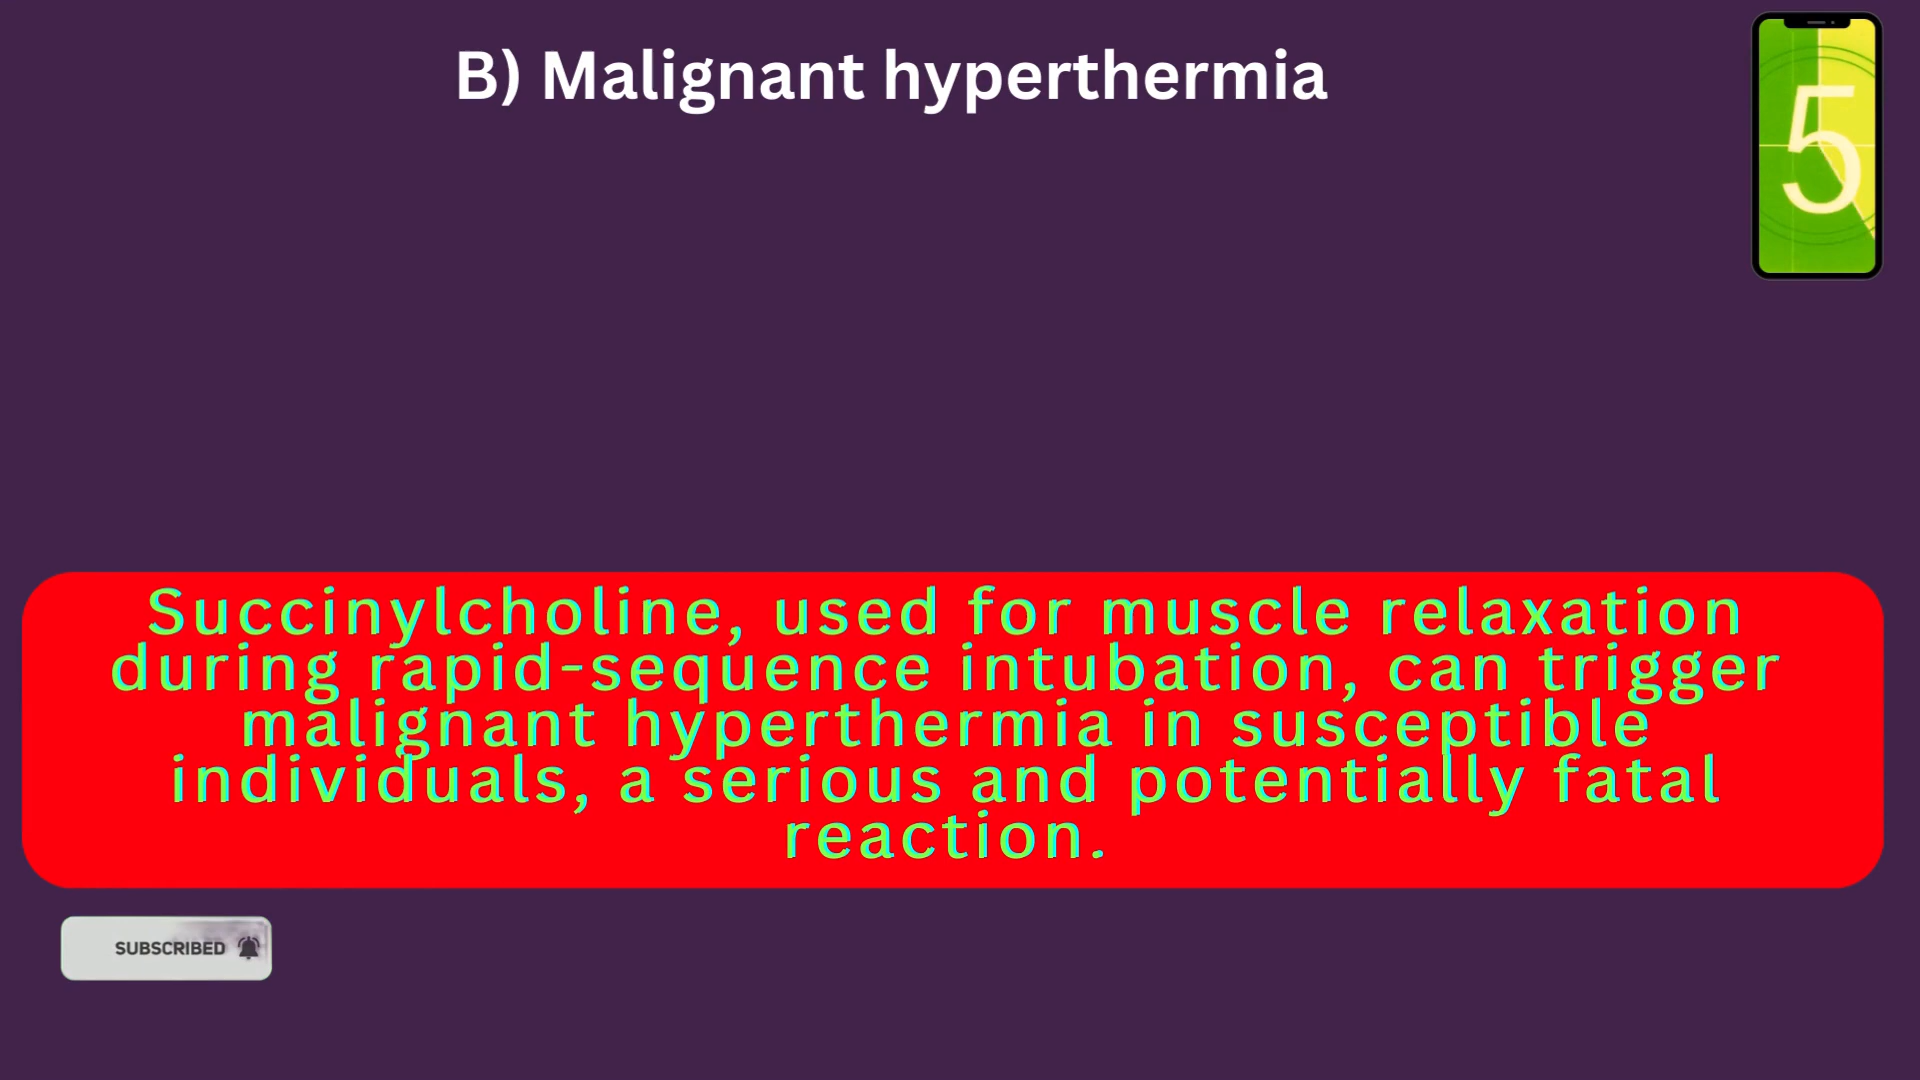 B) Malignant hyperthermia
5
Succinylcholine, used for muscle relaxation
during rapid-sequence intubation, can trigger
malignant hyperthermia in susceptible
individuals, a serious and potentially fatal
reaction.
SUBSCRIBED